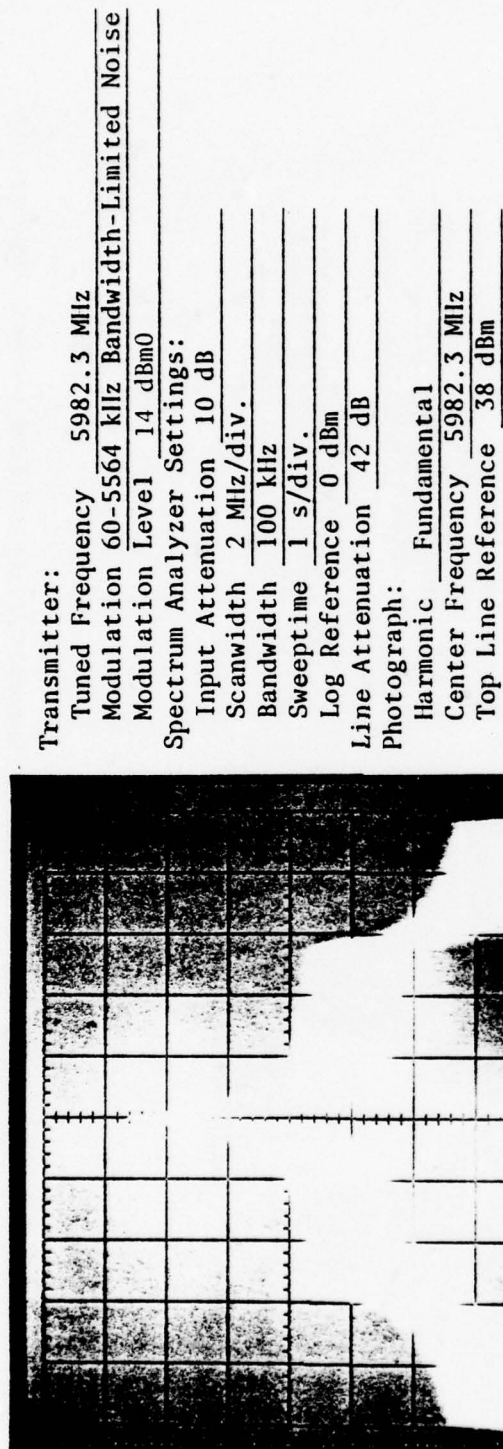 Transmitter:
Tuned Frequency 5982.3 MHz
Modulation 60-5564 kHz Bandwidth-Limited Noise
Modulation Level 14 dBm0
Spectrum Analyzer Settings:
Input Attenuation 10 dB
Scanwidth 2 MHz/div.
Bandwidth 100 kHz
Sweeptime 1 s/div.
Log Reference 0 dBm
Line Attenuation 42 dB
Photograph:
Harmonic Fundamental
Center Frequency 5982.3 MHz
Top Line Reference 38 dBm